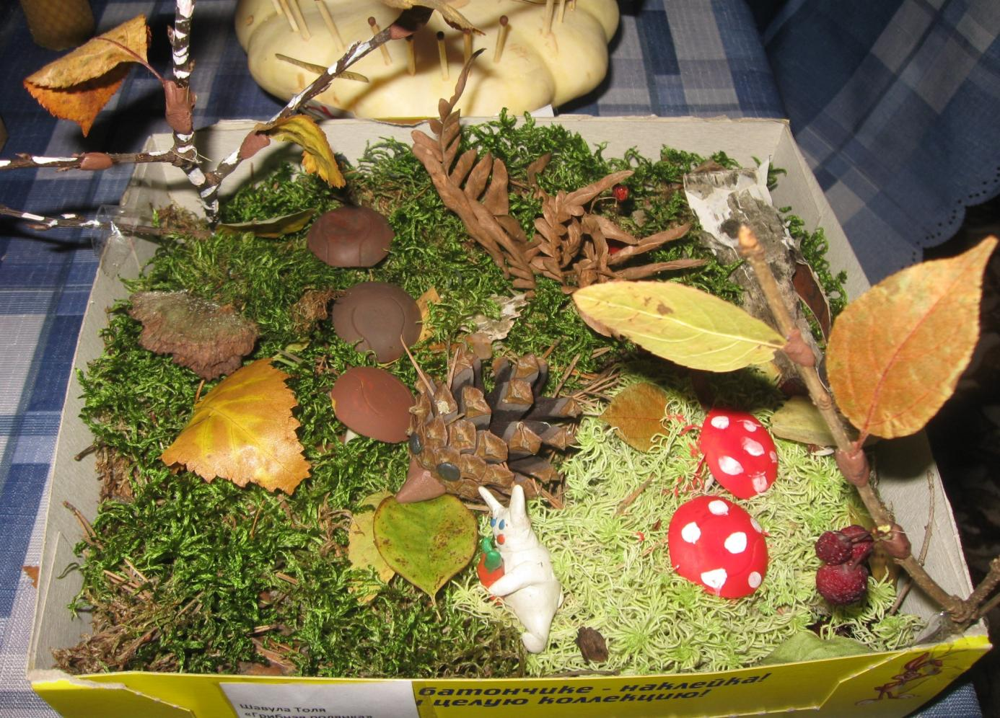 батончике - наклейка!
целую коллекцию!
Шавула Толя
«Грибная полянка»